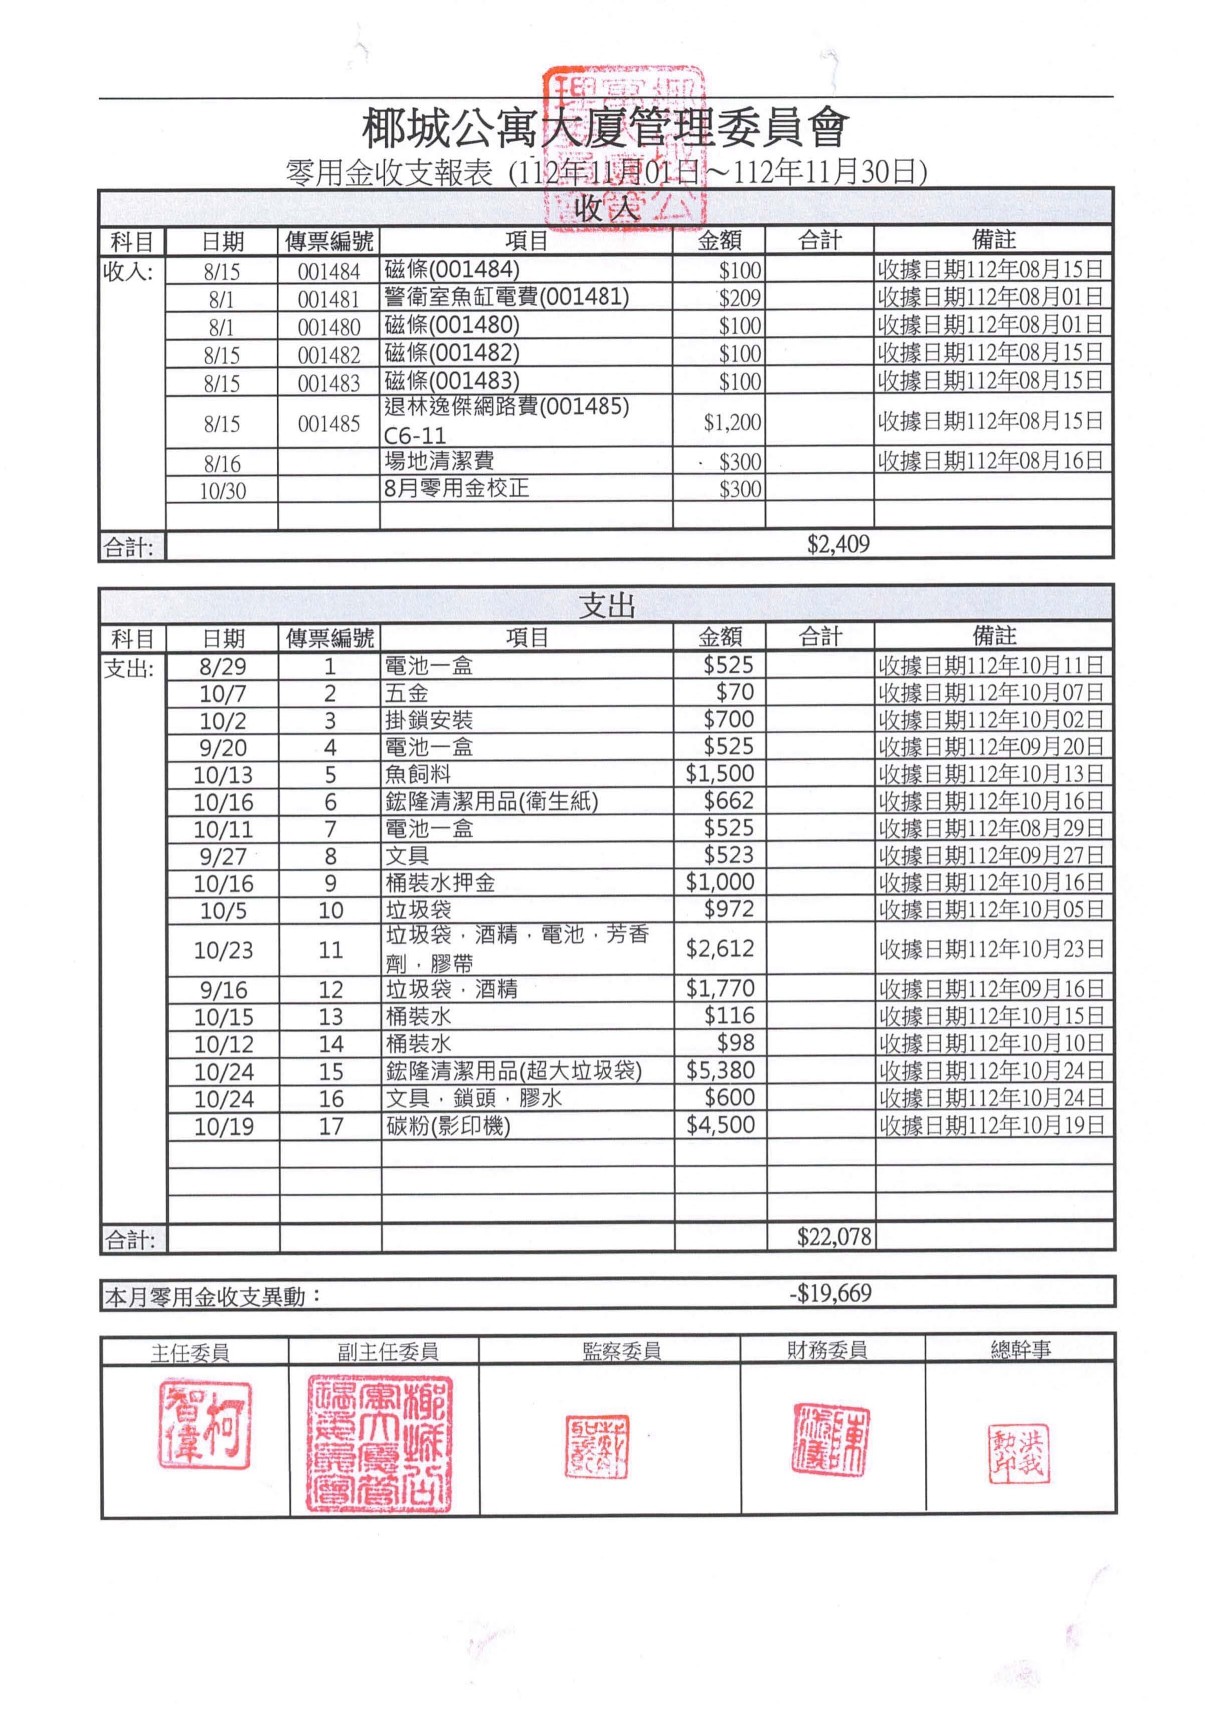 椰城公寓大廈管理委員會
零用金收支報表 (112年11月01日～112年11月30日)
收入
科目 日期 傳票編號 項目 金額 合計 備註
收入: 8/15 001484 磁條(001484) $100 收據日期112年08月15日
8/1 001481 警衛室魚缸電費(001481) $209 收據日期112年08月01日
8/1 001480 磁條(001480) $100 收據日期112年08月01日
8/15 001482 磁條(001482) $100 收據日期112年08月15日
8/15 001483 磁條(001483) $100 收據日期112年08月15日
8/15 001485 退林逸傑網路費(001485) $1,200 收據日期112年08月15日
C6-11
8/16 場地清潔費 $300 收據日期112年08月16日
10/30 8月零用金校正 $300
合計: $2,409
支出
科目 日期 傳票編號 項目 金額 合計 備註
支出: 8/29 1 電池一盒 $525 收據日期112年10月11日
10/7 2 五金 $70 收據日期112年10月07日
10/2 3 掛鎖安裝 $700 收據日期112年10月02日
9/20 4 電池一盒 $525 收據日期112年09月20日
10/13 5 魚飼料 $1,500 收據日期112年10月13日
10/16 6 鋐隆清潔用品(衛生紙) $662 收據日期112年10月16日
10/11 7 電池一盒 $525 收據日期112年08月29日
9/27 8 文具 $523 收據日期112年09月27日
10/16 9 桶裝水押金 $1,000 收據日期112年10月16日
10/5 10 垃圾袋 $972 收據日期112年10月05日
10/23 11 垃圾袋，酒精，電池，芳香 $2,612 收據日期112年10月23日
劑，膠帶
9/16 12 垃圾袋，酒精 $1,770 收據日期112年09月16日
10/15 13 桶裝水 $116 收據日期112年10月15日
10/12 14 桶裝水 $98 收據日期112年10月10日
10/24 15 鋐隆清潔用品(超大垃圾袋) $5,380 收據日期112年10月24日
10/24 16 文具，鎖頭，膠水 $600 收據日期112年10月24日
10/19 17 碳粉(影印機) $4,500 收據日期112年10月19日
合計: $22,078
本月零用金收支異動： -$19,669
主任委員 副主任委員 監察委員 財務委員 總幹事
柯智偉
洪我勳印